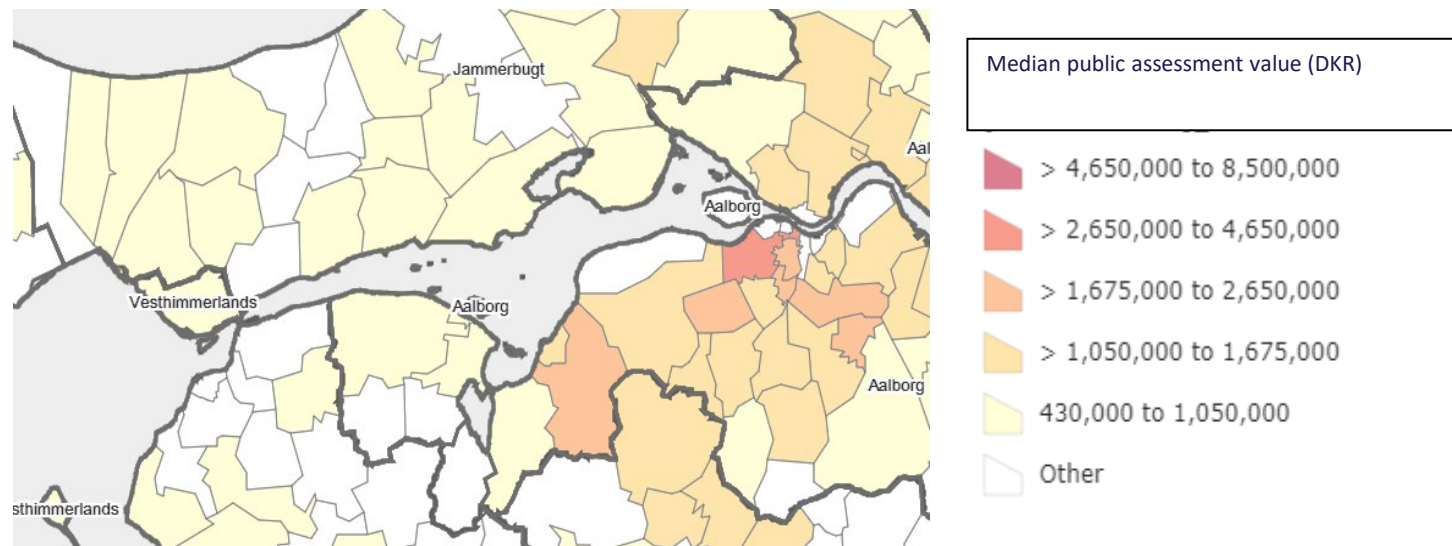 Jammerbugt
Aal
Aalborg
Vesthimmerlands
Aalborg
Aalborg
sthimmerlands
Median public assessment value (DKR)
> 4,650,000 to 8,500,000
> 2,650,000 to 4,650,000
> 1,675,000 to 2,650,000
> 1,050,000 to 1,675,000
430,000 to 1,050,000
Other